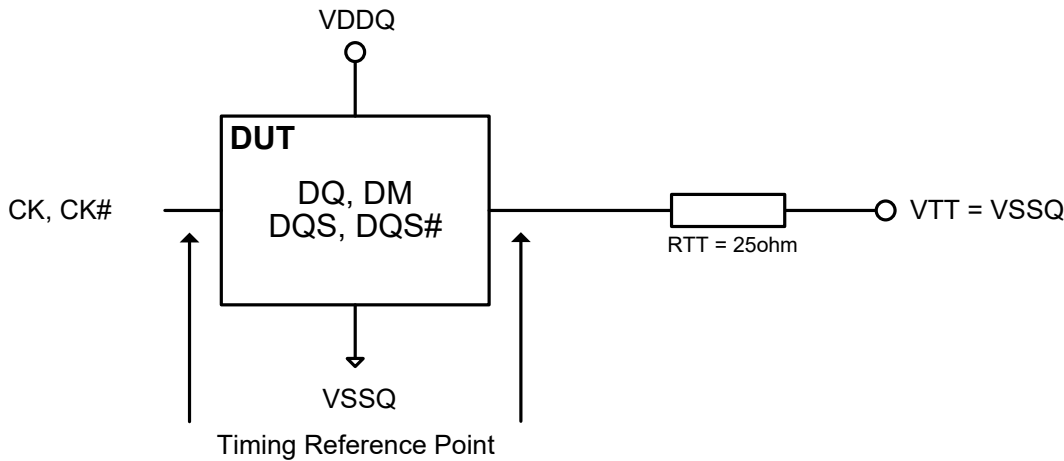 VDDQ
DUT
DQ, DM
DQS, DQS#
CK, CK#
VTT = VSSQ
RTT = 25ohm
VSSQ
Timing Reference Point